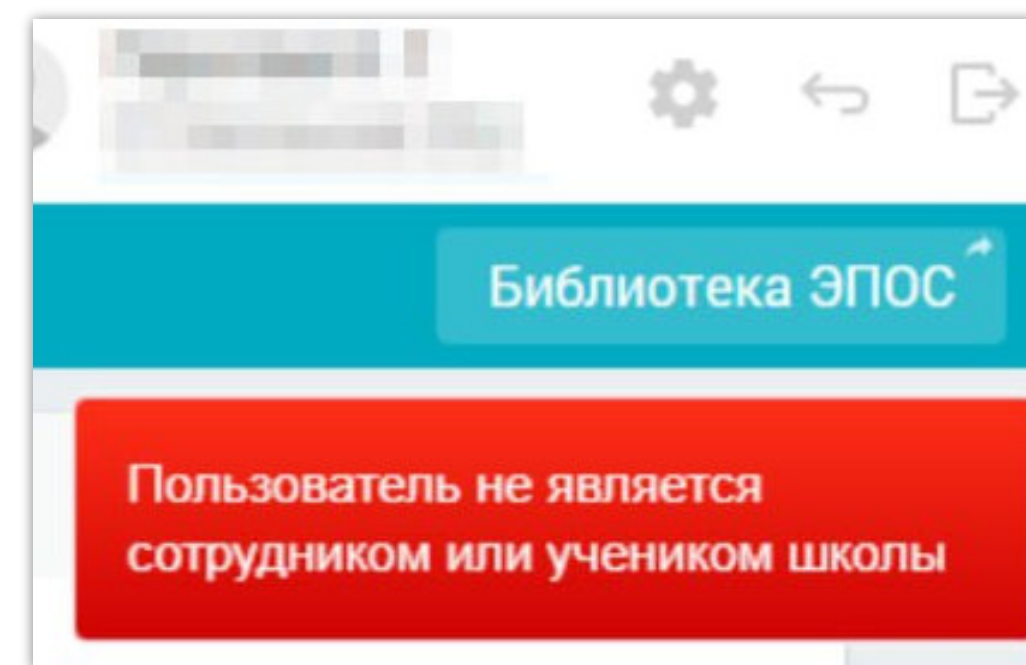 Библиотека ЭПОС
Пользователь не является
сотрудником или учеником школы